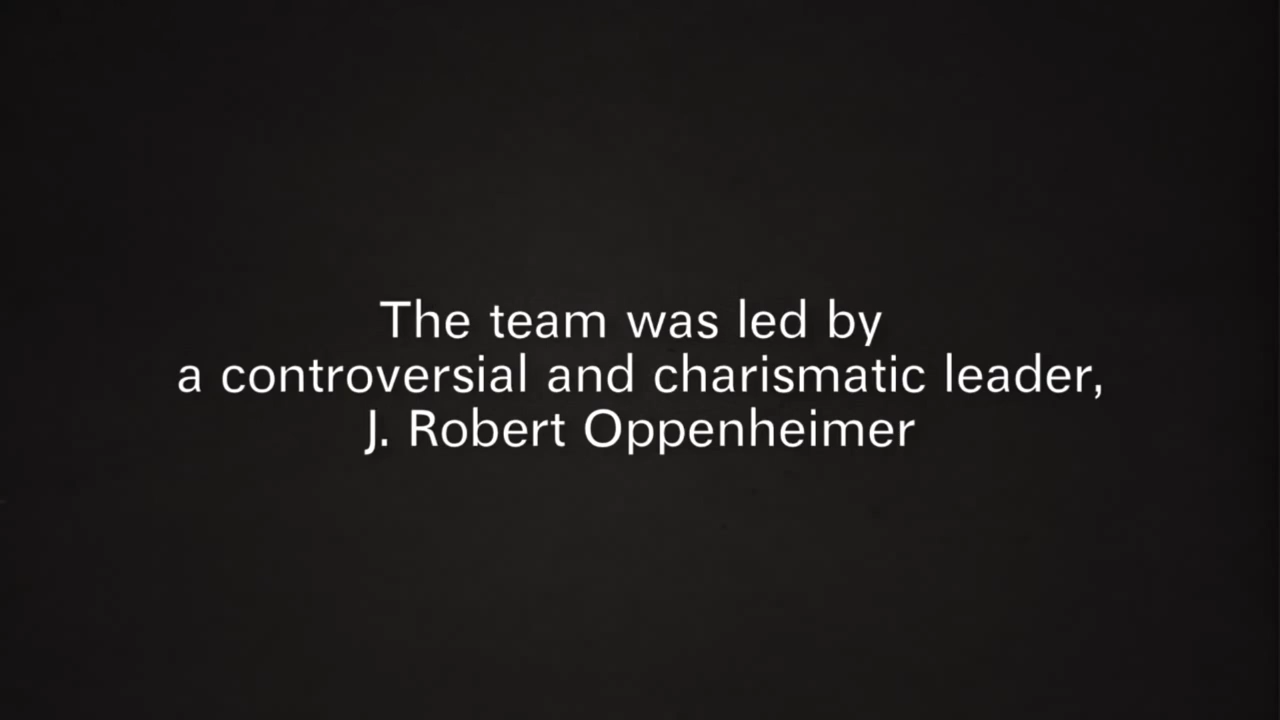 The team was led by
a controversial and charismatic leader,
J. Robert Oppenheimer